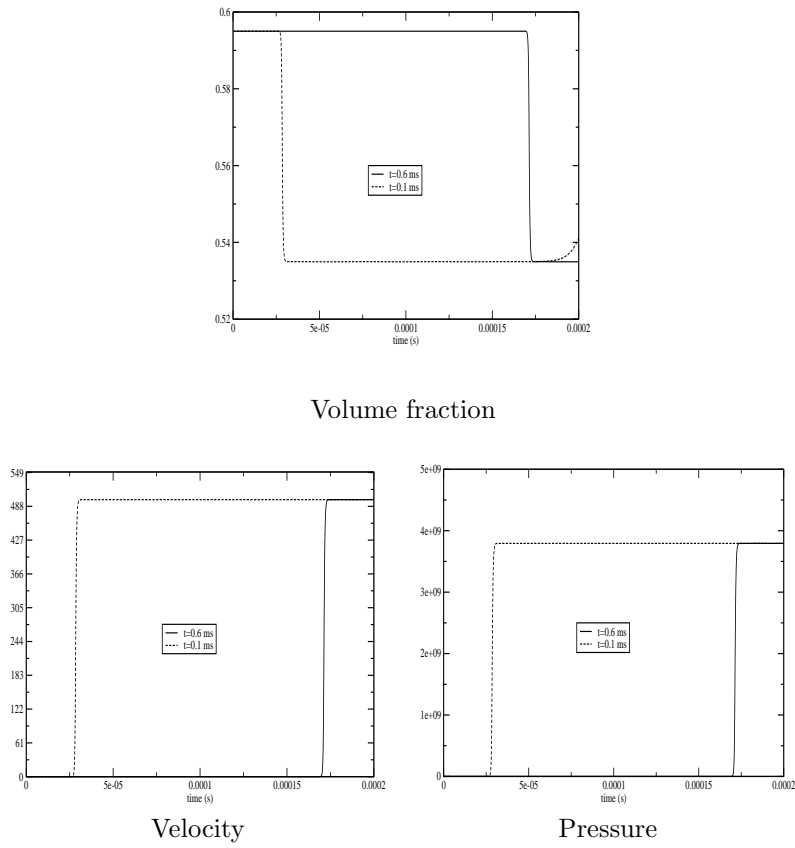 0.6
0.58
0.56
0.54
0.52
t=0.6 ms
t=0.1 ms
0 5e-05 0.0001 0.00015 0.0002
time (s)
Volume fraction
549
488
427
366
305
244
183
122
61
0
t=0.6 ms
t=0.1 ms
0 5e-05 0.0001 0.00015 0.0002
time (s)
Velocity
5e+09
4e+09
3e+09
2e+09
1e+09
0
t=0.6 ms
t=0.1 ms
0 5e-05 0.0001 0.00015 0.0002
time (s)
Pressure